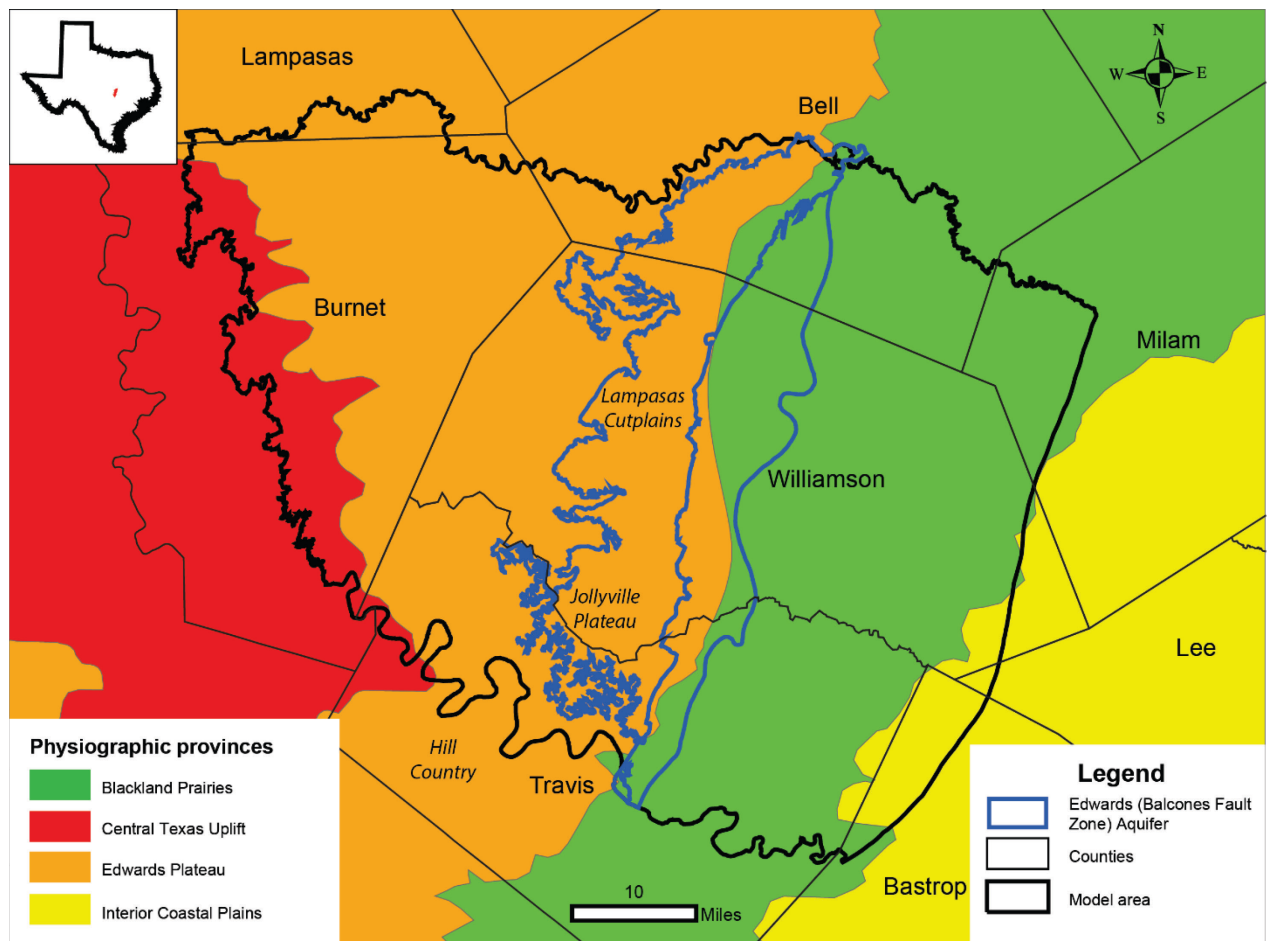 Lampasas
Bell
N
W
E
S
Burnet
Milam
Lampasas
Cutplains
Williamson
Jollyville
Plateau
Lee
Hill
Country
Travis
Bastrop
Physiographic provinces
Blackland Prairies
Central Texas Uplift
Edwards Plateau
Interior Coastal Plains
10
Miles
Legend
Edwards (Balcones Fault
Zone) Aquifer
Counties
Model area